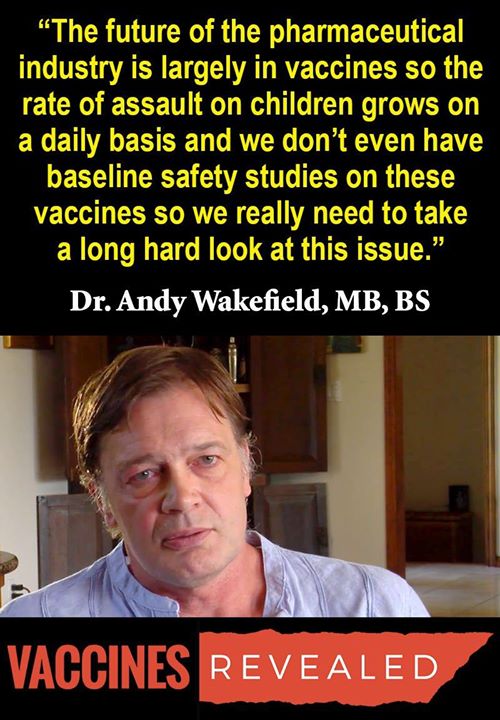 “The future of the pharmaceutical
industry is largely in vaccines so the
rate of assault on children grows on
a daily basis and we don’t even have
baseline safety studies on these
vaccines so we really need to take
a long hard look at this issue.”
Dr. Andy Wakefield, MB, BS
VACCINES REVEALED